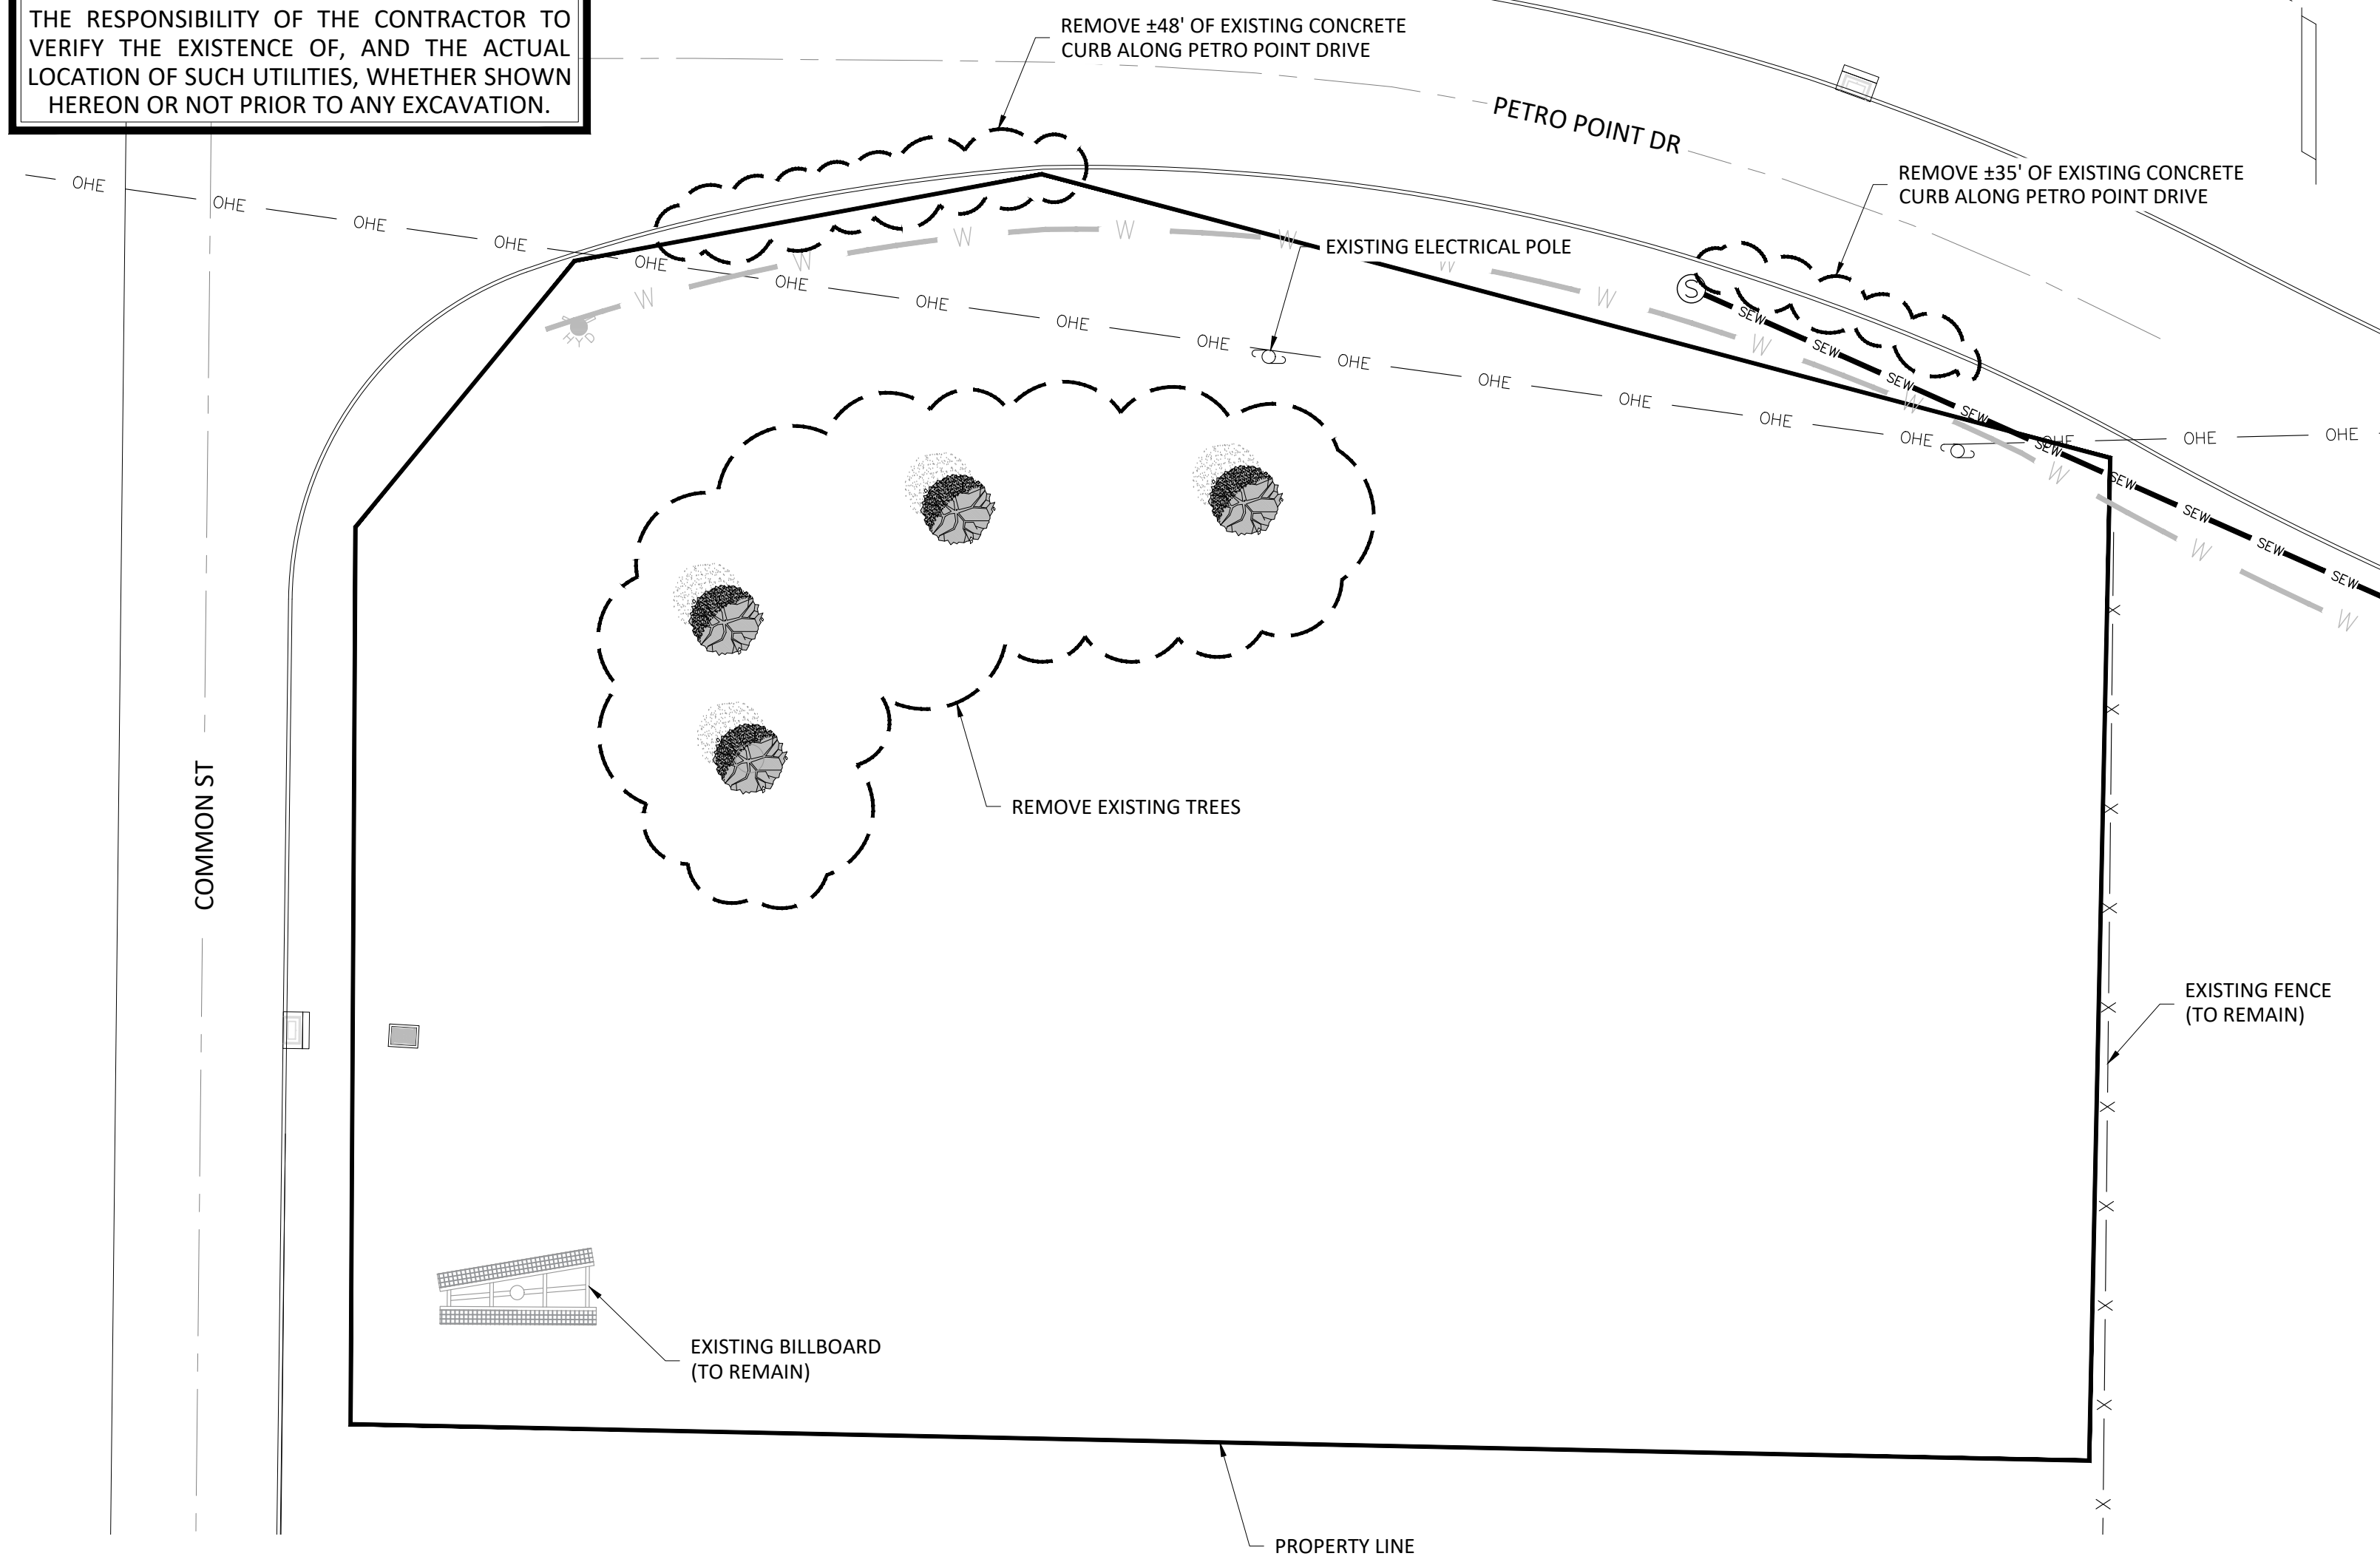 THE RESPONSIBILITY OF THE CONTRACTOR TO
VERIFY THE EXISTENCE OF, AND THE ACTUAL
LOCATION OF SUCH UTILITIES, WHETHER SHOWN
HEREON OR NOT PRIOR TO ANY EXCAVATION.
REMOVE ±48' OF EXISTING CONCRETE
CURB ALONG PETRO POINT DRIVE
PETRO POINT DR
REMOVE ±35' OF EXISTING CONCRETE
CURB ALONG PETRO POINT DRIVE
OHE OHE OHE OHE OHE OHE OHE OHE OHE OHE OHE OHE OHE OHE OHE OHE OHE
W W W W W W W W W W W W
EXISTING ELECTRICAL POLE
HYD
S
SEW SEW SEW SEW SEW SEW SEW SEW SEW
REMOVE EXISTING TREES
COMMON ST
X X X X X X X X X X
EXISTING FENCE
(TO REMAIN)
EXISTING BILLBOARD
(TO REMAIN)
PROPERTY LINE